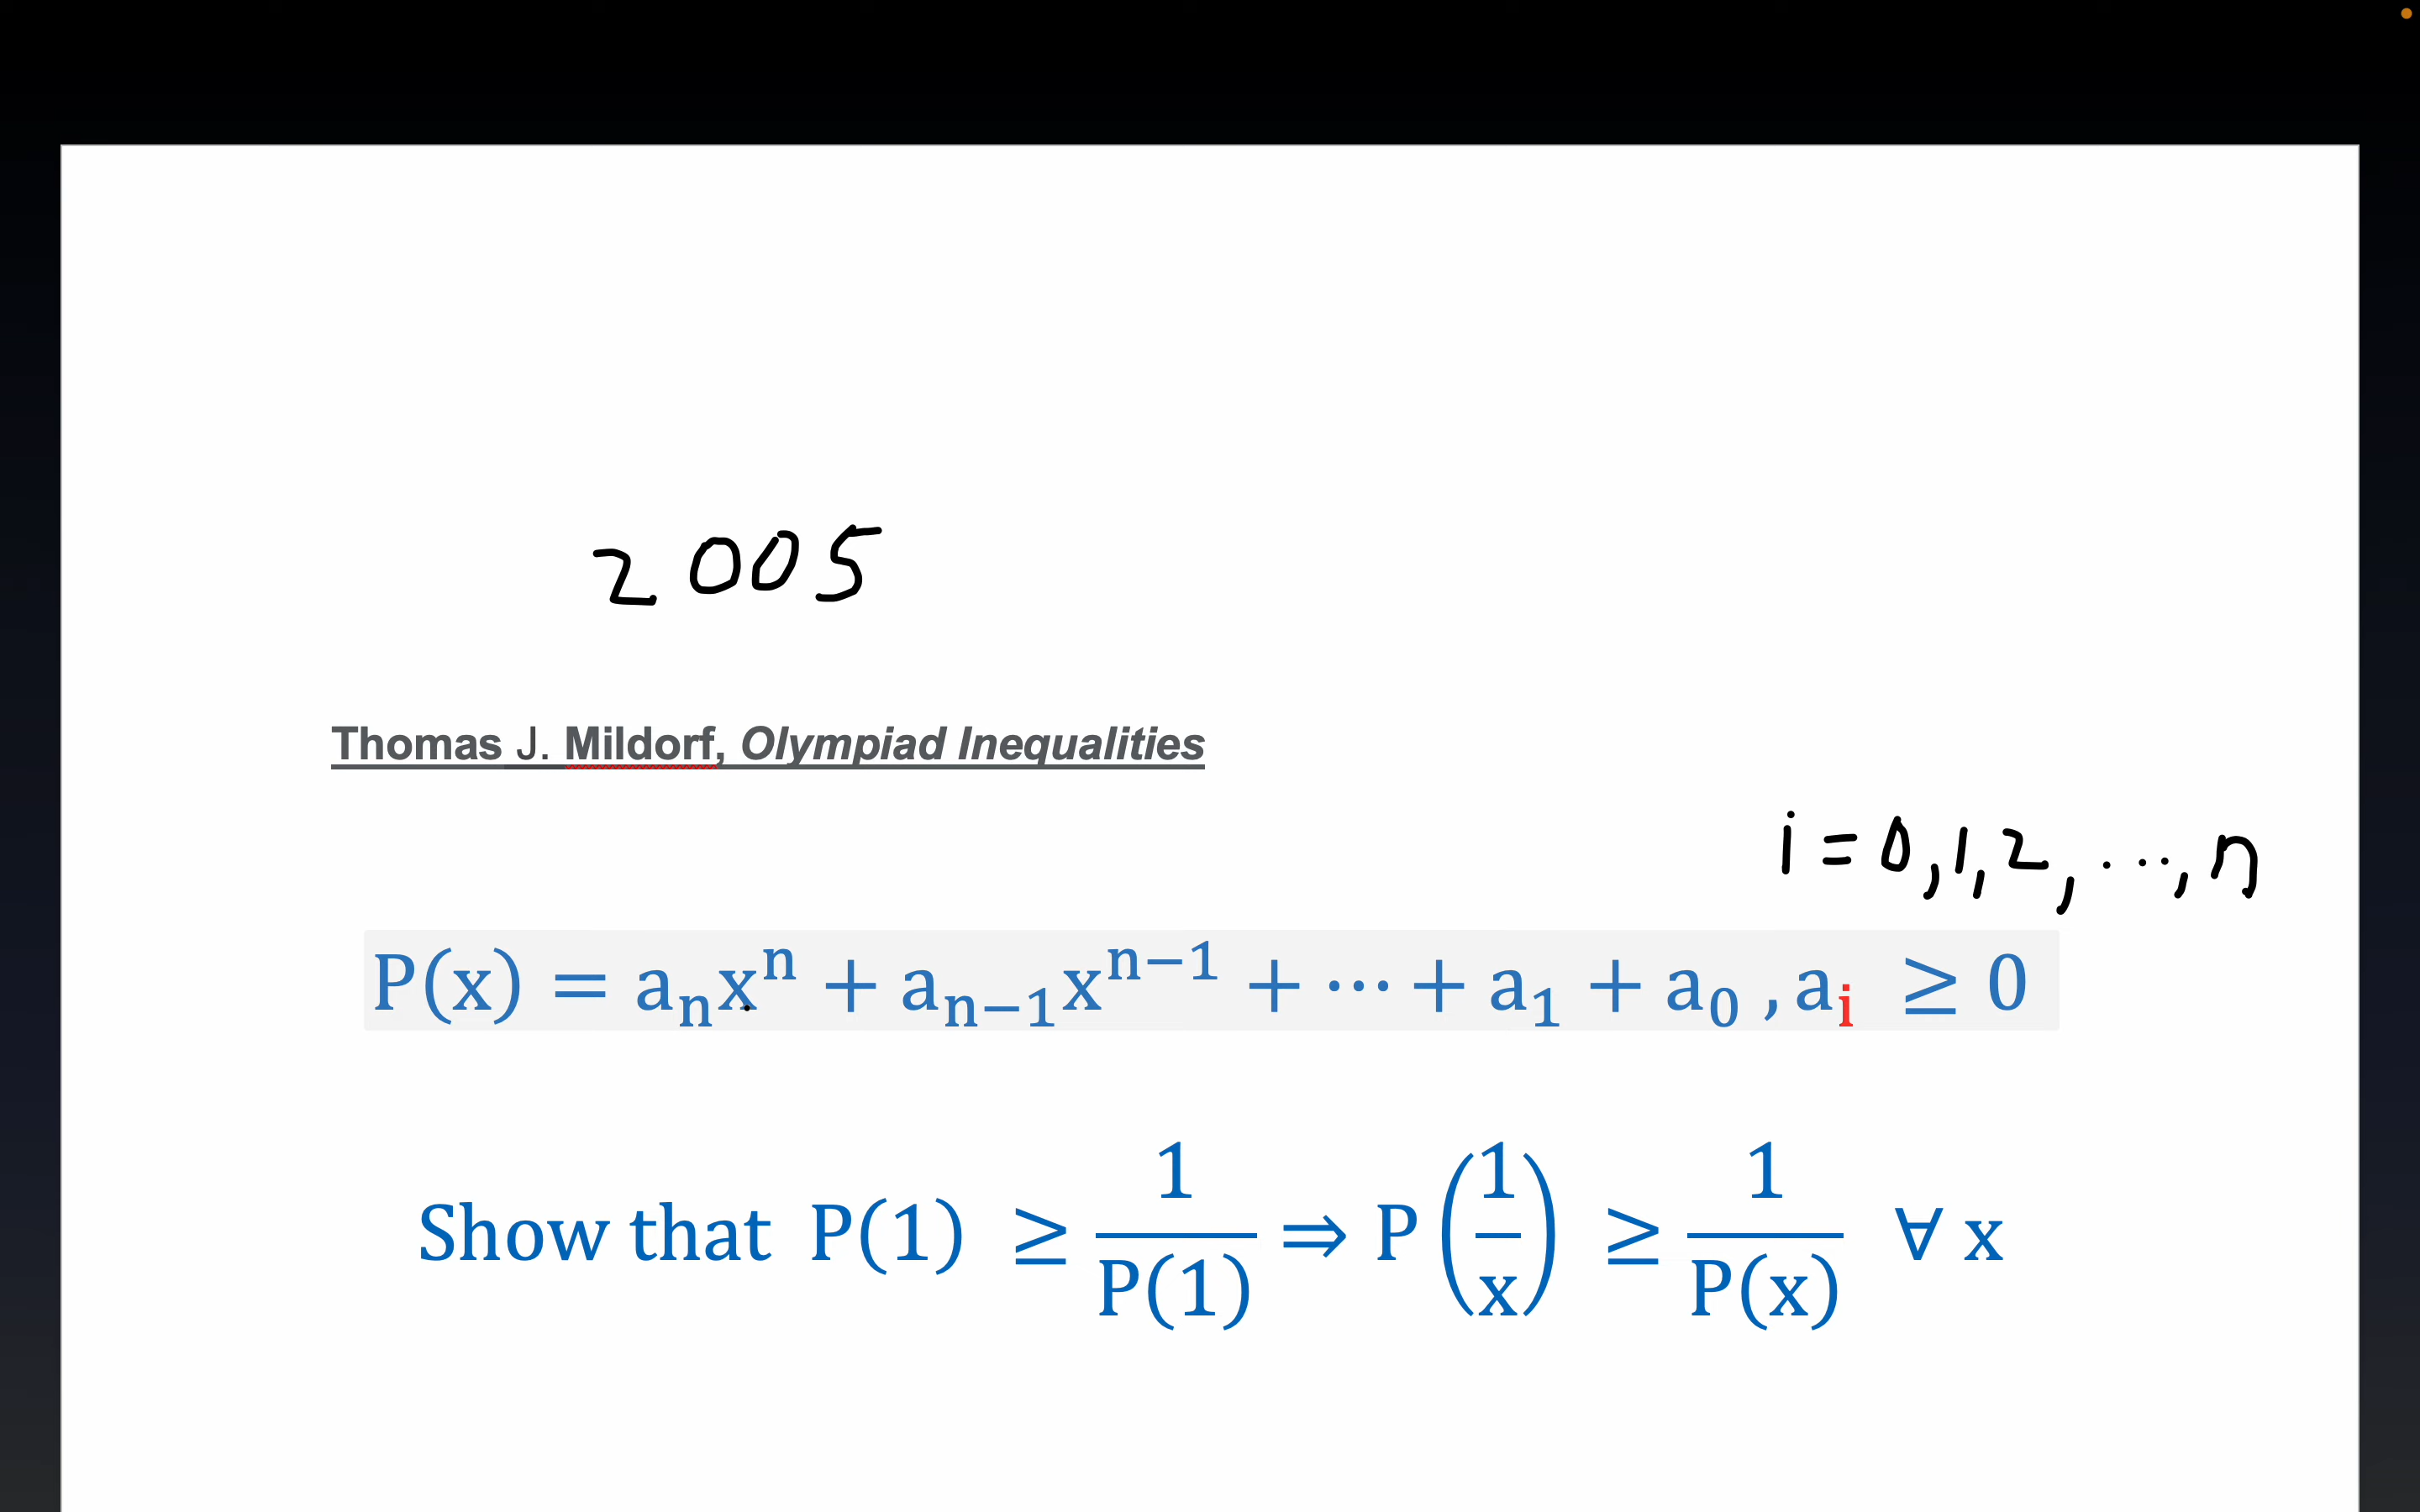 2005
Thomas J. Mildorf, Olympiad Inequalities
i = 0,1,2, ..., n
P(x) = aₙxⁿ + aₙ₋₁xⁿ⁻¹ + ⋯ + a₁ + a₀ , aᵢ ≥ 0
Show that P(1) ≥ 1/P(1) ⇒ P(1/x) ≥ 1/P(x) ∀ x